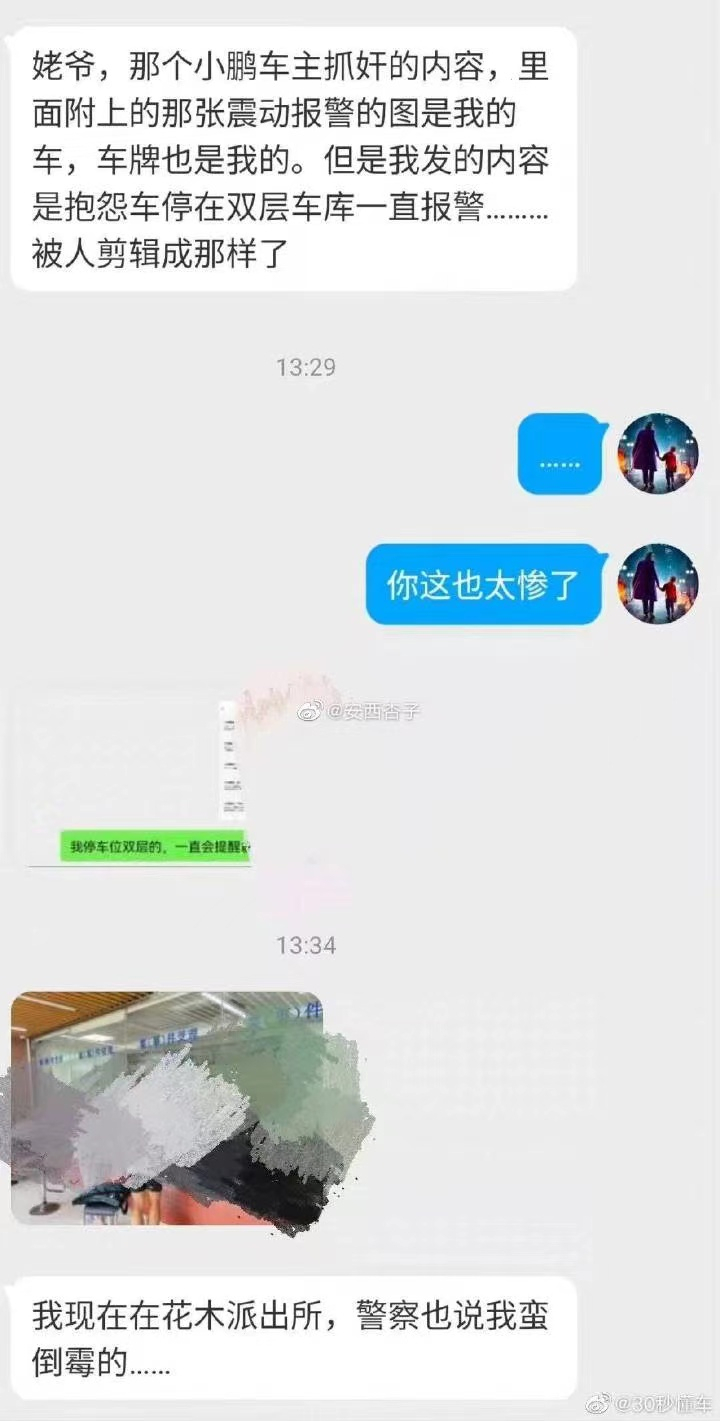 姥爷，那个小鹏车主抓奸的内容，里
面附上的那张震动报警的图是我的
车，车牌也是我的。但是我发的内容
是抱怨车停在双层车库一直报警………
被人剪辑成那样了
13:29
……
你这也太惨了
@安西杏子
我停车位双层的，一直会提醒
13:34
件
我现在在花木派出所，警察也说我蛮
倒霉的……
@30秒懂车